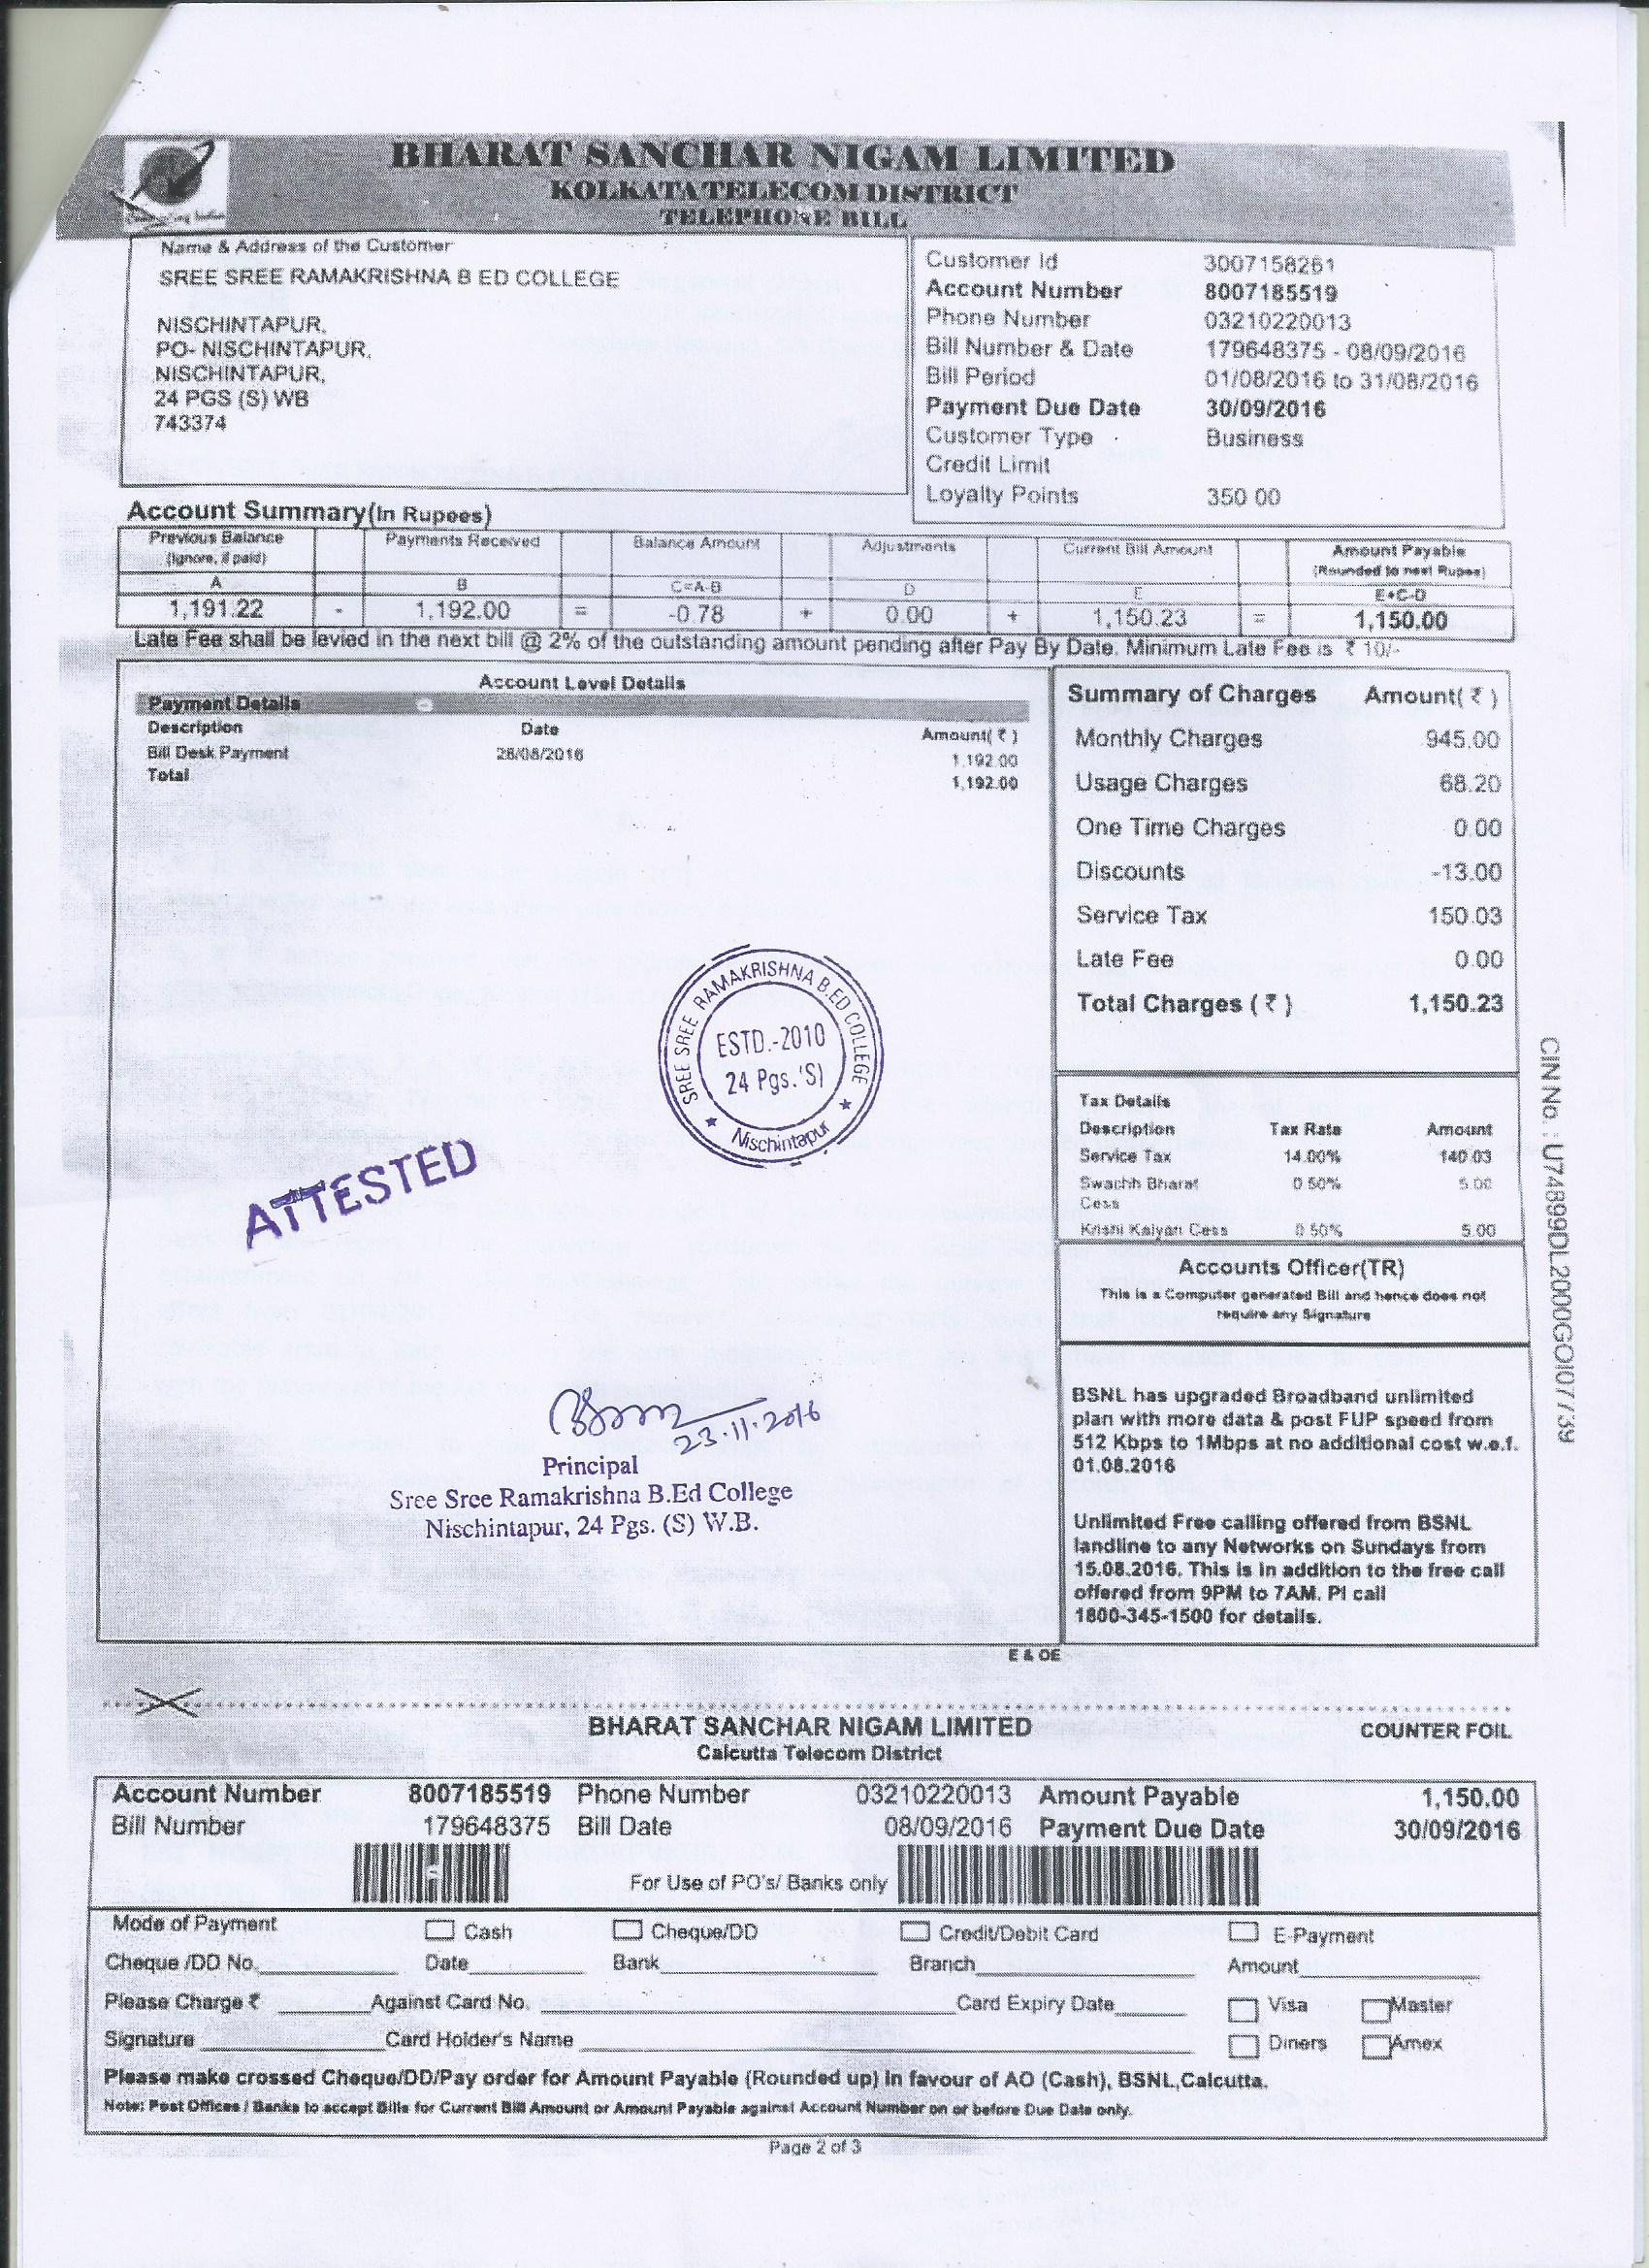 BHARAT SANCHAR NIGAM LIMITED
KOLKATA TELECOM DISTRICT
TELEPHONE BILL
Name & Address of the Customer
SREE SREE RAMAKRISHNA B ED COLLEGE
NISCHINTAPUR,
PO- NISCHINTAPUR,
NISCHINTAPUR,
24 PGS (S) WB
743374
Customer Id 3007158261
Account Number 8007185519
Phone Number 03210220013
Bill Number & Date 179648375 - 08/09/2016
Bill Period 01/08/2016 to 31/08/2016
Payment Due Date 30/09/2016
Customer Type Business
Credit Limit
Loyalty Points 350 00
Account Summary(In Rupees)
Previous Balance (Ignore, if paid) Payments Received Balance Amount Adjustments Current Bill Amount Amount Payable (Rounded to next Rupee)
A B C=A-B D E E+C-D
1,191.22 - 1,192.00 = -0.78 + 0.00 + 1,150.23 = 1,150.00
Late Fee shall be levied in the next bill @ 2% of the outstanding amount pending after Pay By Date. Minimum Late Fee is ₹ 10/-
Account Level Details
Payment Details
Description Date Amount( ₹ )
Bill Desk Payment 26/08/2016 1,192.00
Total 1,192.00
Summary of Charges Amount( ₹ )
Monthly Charges 945.00
Usage Charges 68.20
One Time Charges 0.00
Discounts -13.00
Service Tax 150.03
Late Fee 0.00
Total Charges ( ₹ ) 1,150.23
SREE SREE RAMAKRISHNA B.ED COLLEGE
ESTD.-2010
24 Pgs.'S)
★ Nischintapur ★
ATTESTED
Tax Details
Description Tax Rate Amount
Service Tax 14.00% 140.03
Swachh Bharat 0.50% 5.00
Cess
Krishi Kalyan Cess 0.50% 5.00
Accounts Officer(TR)
This is a Computer generated Bill and hence does not
require any Signature
23.11.2016
Principal
Sree Sree Ramakrishna B.Ed College
Nischintapur, 24 Pgs. (S) W.B.
BSNL has upgraded Broadband unlimited
plan with more data & post FUP speed from
512 Kbps to 1Mbps at no additional cost w.e.f.
01.08.2016
Unlimited Free calling offered from BSNL
landline to any Networks on Sundays from
15.08.2016. This is in addition to the free call
offered from 9PM to 7AM. Pl call
1800-345-1500 for details.
CIN No. : U74899DL2000GOI107739
E & OE
BHARAT SANCHAR NIGAM LIMITED COUNTER FOIL
Calcutta Telecom District
Account Number 8007185519 Phone Number 03210220013 Amount Payable 1,150.00
Bill Number 179648375 Bill Date 08/09/2016 Payment Due Date 30/09/2016
For Use of PO's/ Banks only
Mode of Payment Cash Cheque/DD Credit/Debit Card E-Payment
Cheque /DD No. Date Bank Branch Amount
Please Charge ₹ Against Card No. Card Expiry Date Visa Master
Signature Card Holder's Name Diners Amex
Please make crossed Cheque/DD/Pay order for Amount Payable (Rounded up) in favour of AO (Cash), BSNL,Calcutta.
Note: Post Offices / Banks to accept Bills for Current Bill Amount or Amount Payable against Account Number on or before Due Date only.
Page 2 of 3